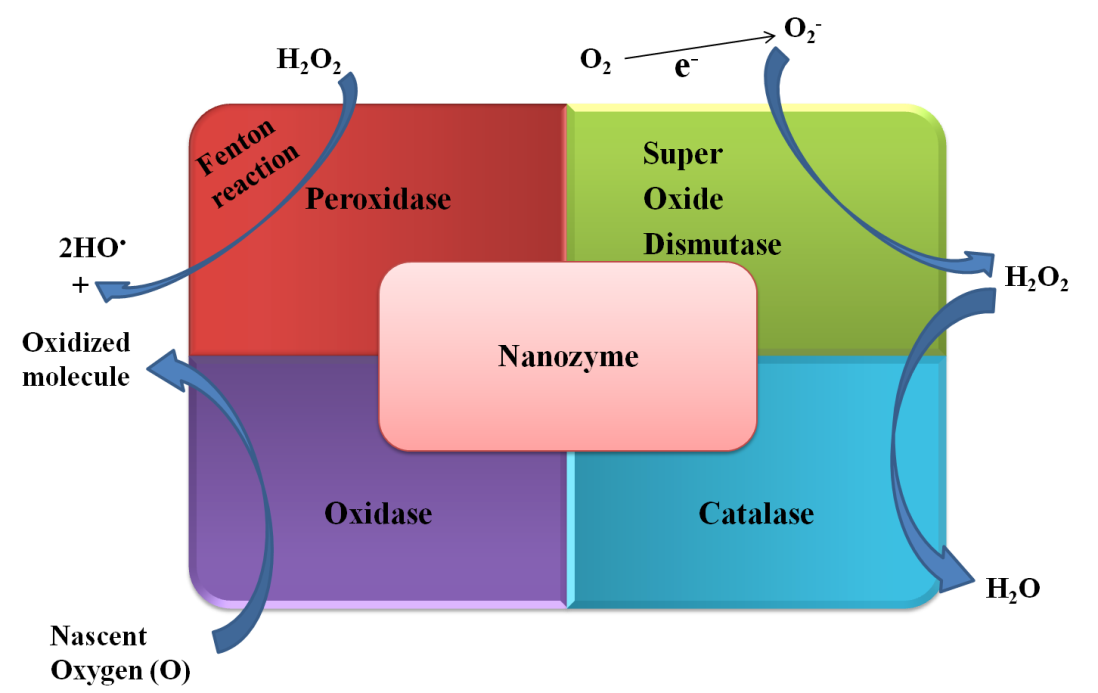 H₂O₂
O₂
e⁻
O₂⁻
Fenton
reaction
Peroxidase
Super
Oxide
Dismutase
2HO•
+
H₂O₂
Oxidized
molecule
Nanozyme
Oxidase
Catalase
H₂O
Nascent
Oxygen (O)